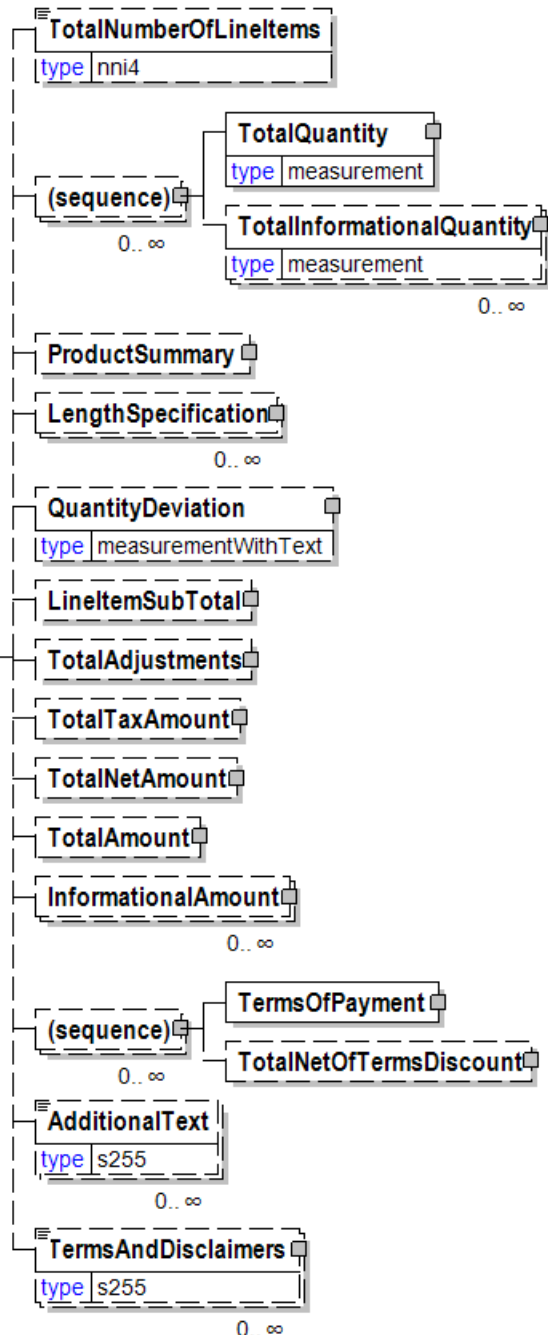 TotalNumberOfLineItems
type nni4
TotalQuantity
type measurement
(sequence)
0.. ∞
TotalInformationalQuantity
type measurement
0.. ∞
ProductSummary
LengthSpecification
0.. ∞
QuantityDeviation
type measurementWithText
LineItemSubTotal
TotalAdjustments
TotalTaxAmount
TotalNetAmount
TotalAmount
InformationalAmount
0.. ∞
TermsOfPayment
(sequence)
0.. ∞
TotalNetOfTermsDiscount
AdditionalText
type s255
0.. ∞
TermsAndDisclaimers
type s255
0.. ∞